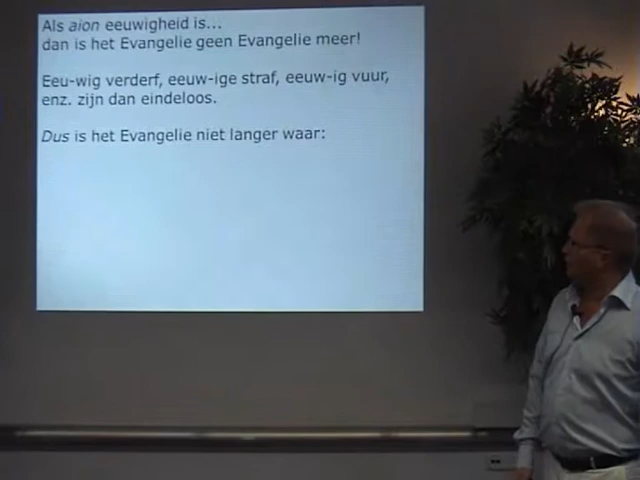 Als aion eeuwigheid is...
dan is het Evangelie geen Evangelie meer!
Eeu-wig verderf, eeuw-ige straf, eeuw-ig vuur,
enz. zijn dan eindeloos.
Dus is het Evangelie niet langer waar: